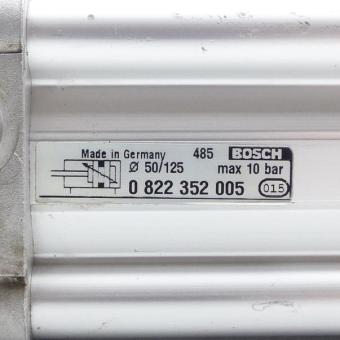 Made in Germany 485 BOSCH
Ø 50/125 max 10 bar
0 822 352 005 015